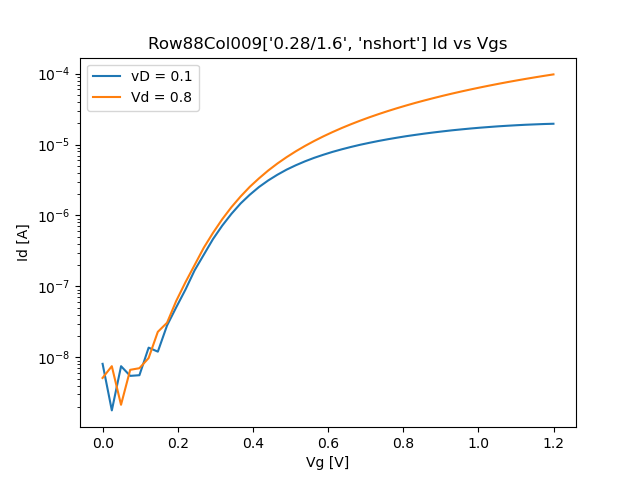 Row88Col009['0.28/1.6', 'nshort'] Id vs Vgs
vD = 0.1
Vd = 0.8
10⁻⁴
10⁻⁵
10⁻⁶
10⁻⁷
10⁻⁸
Id [A]
0.0 0.2 0.4 0.6 0.8 1.0 1.2
Vg [V]